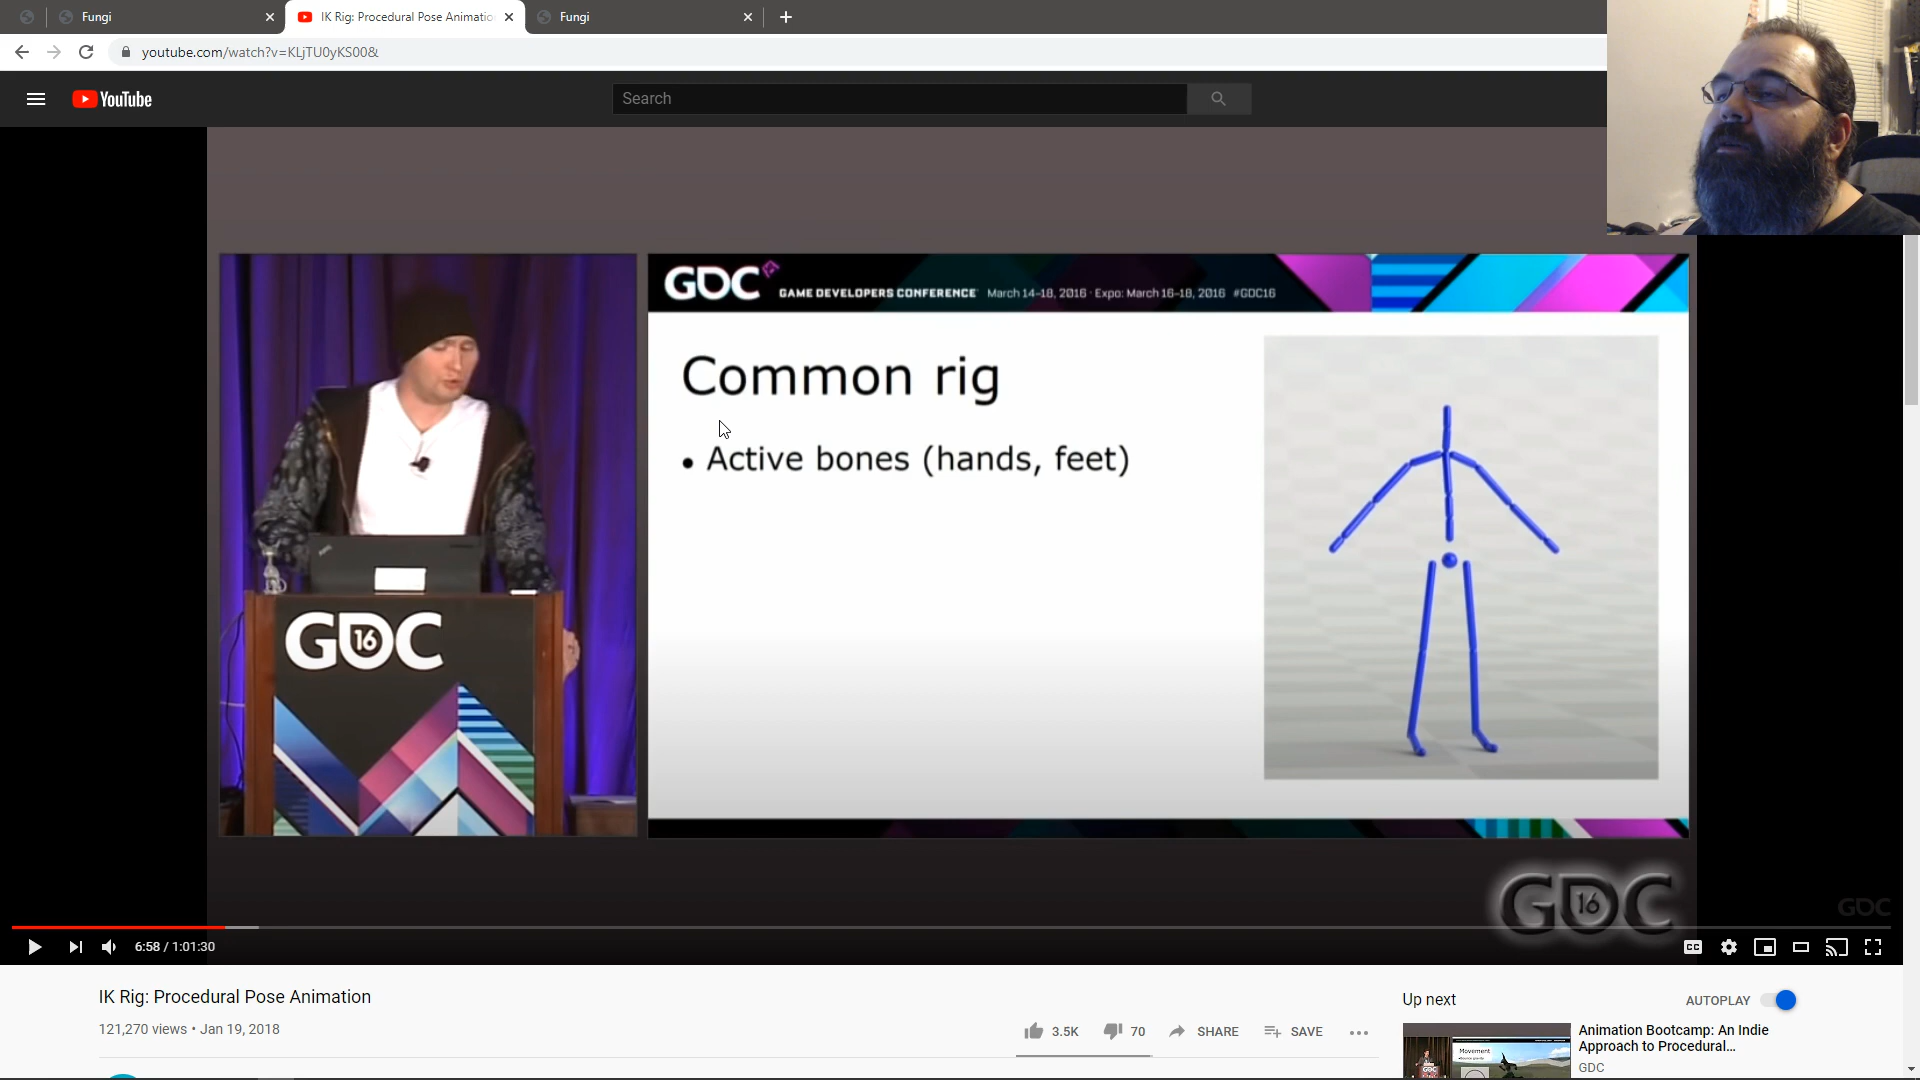 Fungi
IK Rig: Procedural Pose Animatio
Fungi
youtube.com/watch?v=KLjTU0yKS00&
YouTube
Search
GDC
GAME DEVELOPERS CONFERENCE March 14-18, 2016 · Expo: March 16-18, 2016 #GDC16
Common rig
• Active bones (hands, feet)
GDC 16
GDC 16
GDC
6:58 / 1:01:30
CC
IK Rig: Procedural Pose Animation
121,270 views • Jan 19, 2018
3.5K
70
SHARE
SAVE
Up next
AUTOPLAY
Animation Bootcamp: An Indie
Approach to Procedural...
GDC
Movement